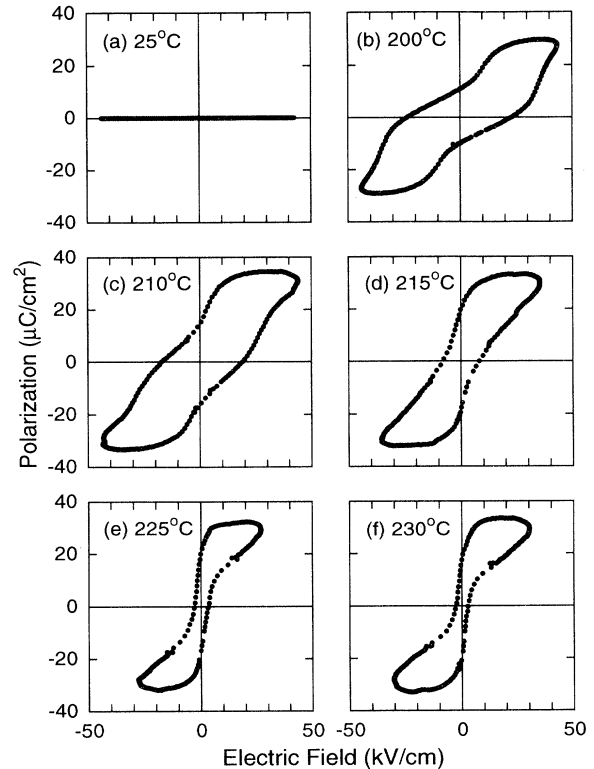 40
20
0
-20
-40
(a) 25°C
(b) 200°C
40
20
0
-20
-40
(c) 210°C
(d) 215°C
40
20
0
-20
-40
(e) 225°C
(f) 230°C
-50 0 50 0 50
Polarization (μC/cm²)
Electric Field (kV/cm)